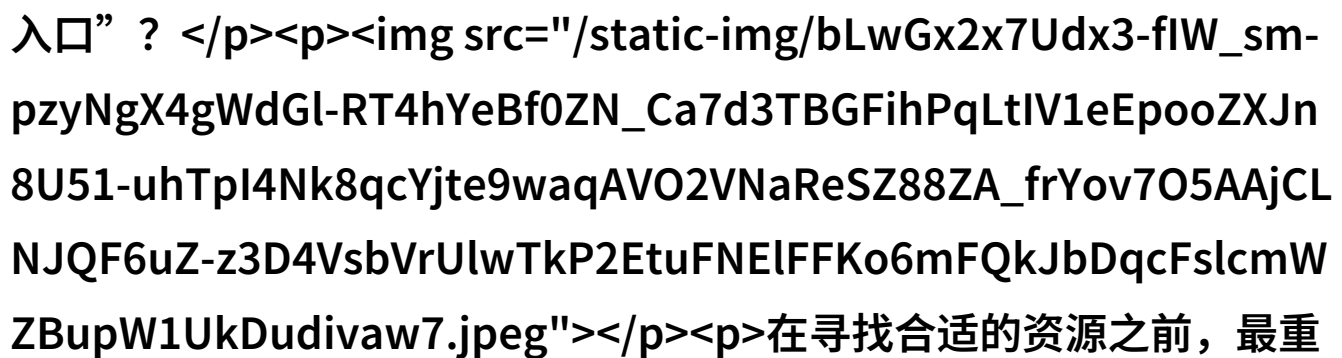 入口”？</p><p><img src="/static-img/bLwGx2x7Udx3-fIW_sm-
pzyNgX4gWdGl-RT4hYeBf0ZN_Ca7d3TBGFihPqLtIV1eEpooZXJn
8U51-uhTpI4Nk8qcYjte9waqAVO2VNaReSZ88ZA_frYov7O5AAjCL
NJQF6uZ-z3D4VsbVrUlwTkP2EtuFNElFFKo6mFQkJbDqcFslcmW
ZBupW1UkDudivaw7.jpeg"></p><p>在寻找合适的资源之前，最重